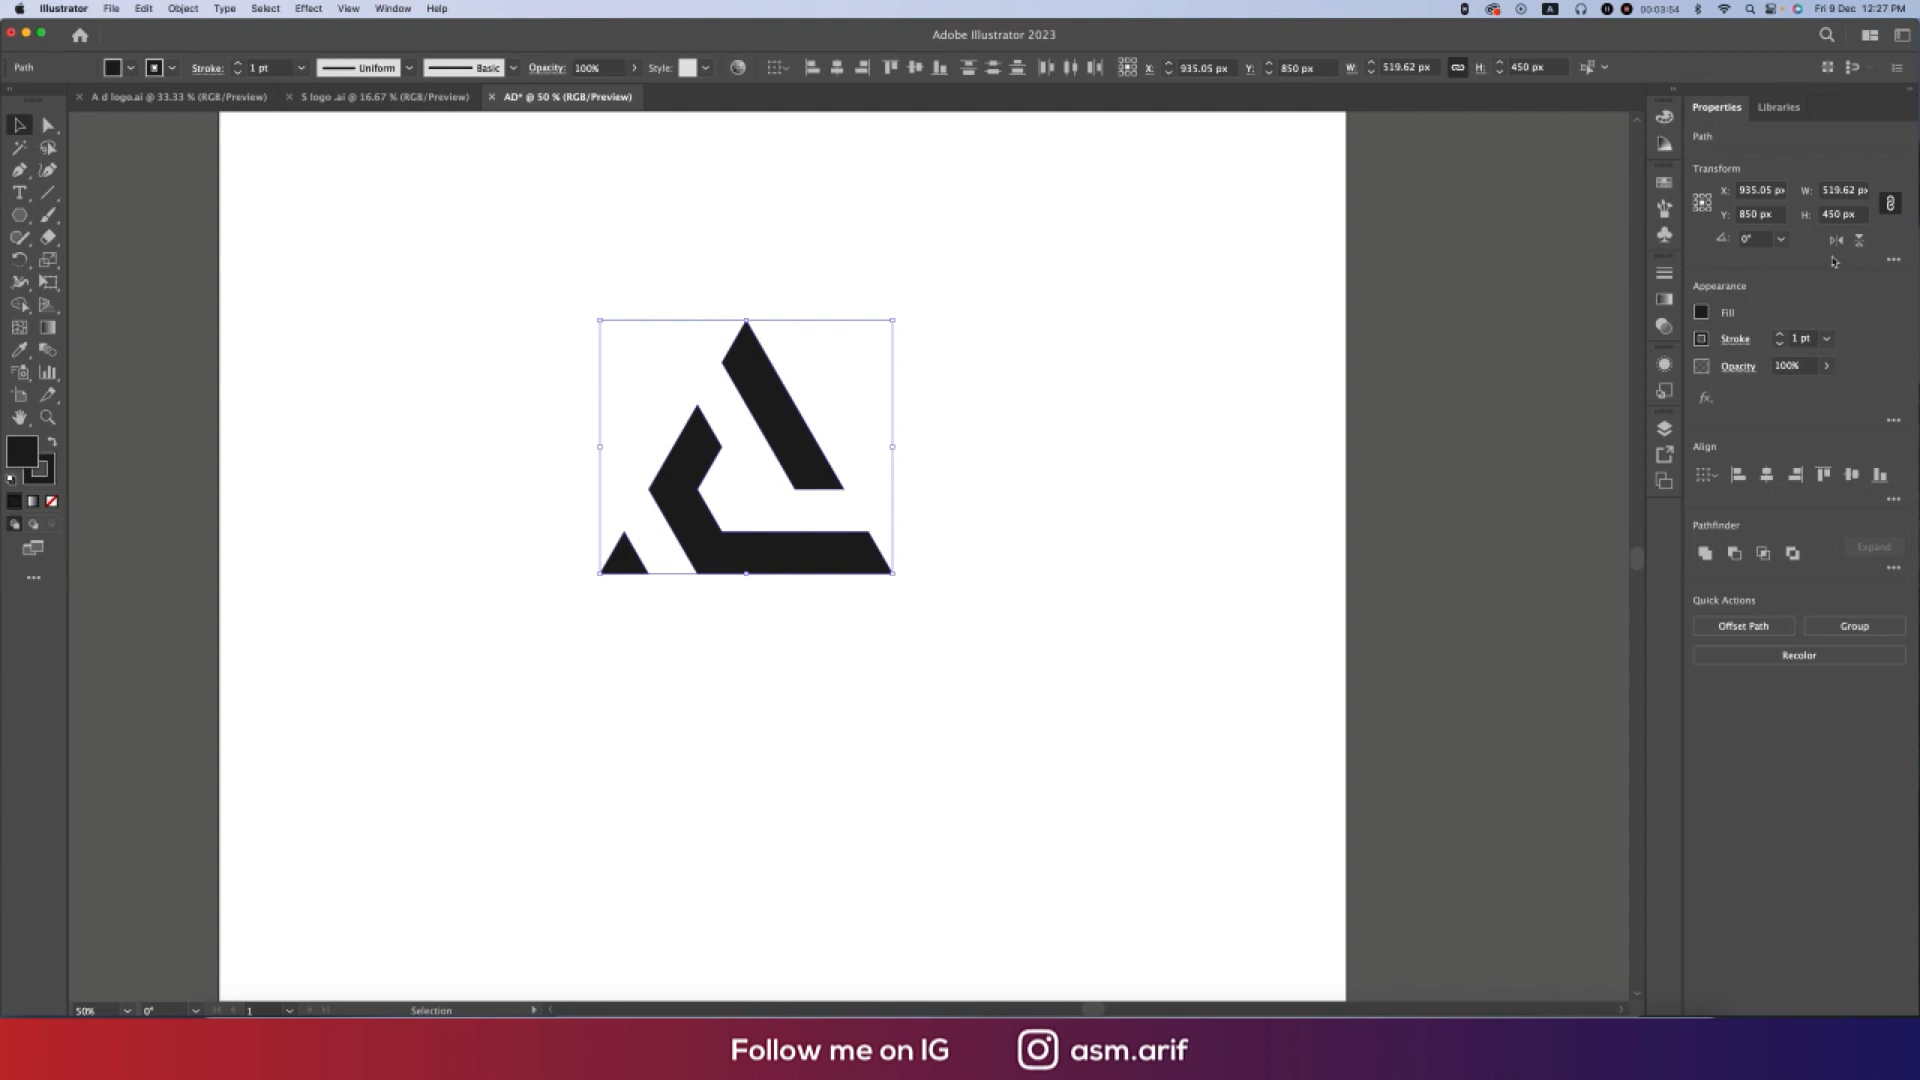 Illustrator File Edit Object Type Select Effect View Window Help
00:03:54 Fri 9 Dec 12:27 PM
Adobe Illustrator 2023
Path Stroke: 1 pt Uniform Basic Opacity: 100% Style: X: 935.05 px Y: 850 px W: 519.62 px H: 450 px
A d logo.ai @ 33.33 % (RGB/Preview) S logo .ai @ 16.67 % (RGB/Preview) AD* @ 50 % (RGB/Preview)
Properties Libraries
Path
Transform
X: 935.05 px W: 519.62 px
Y: 850 px H: 450 px
0°
Appearance
Fill
Stroke 1 pt
Opacity 100%
fx.
Align
Pathfinder
Expand
Quick Actions
Offset Path Group
Recolor
50% 0° 1 Selection
Follow me on IG asm.arif